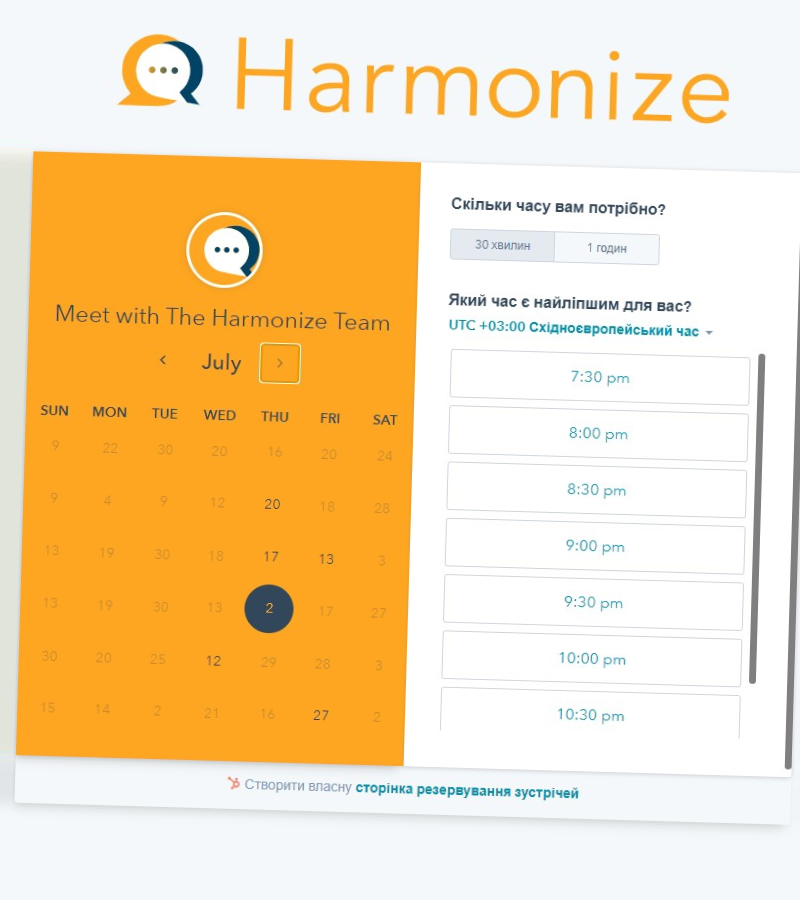 Harmonize
Meet with The Harmonize Team
July
SUN MON TUE WED THU FRI SAT
9 22 30 20 16 20 24
9 4 9 12 20 18 28
13 19 30 18 17 13 3
13 19 30 13 2 17 27
30 20 25 12 29 28 3
15 14 2 21 16 27 2
Скільки часу вам потрібно?
30 хвилин 1 годин
Який час є найліпшим для вас?
UTC +03:00 Східноєвропейський час
7:30 pm
8:00 pm
8:30 pm
9:00 pm
9:30 pm
10:00 pm
10:30 pm
Створити власну сторінка резервування зустрічей